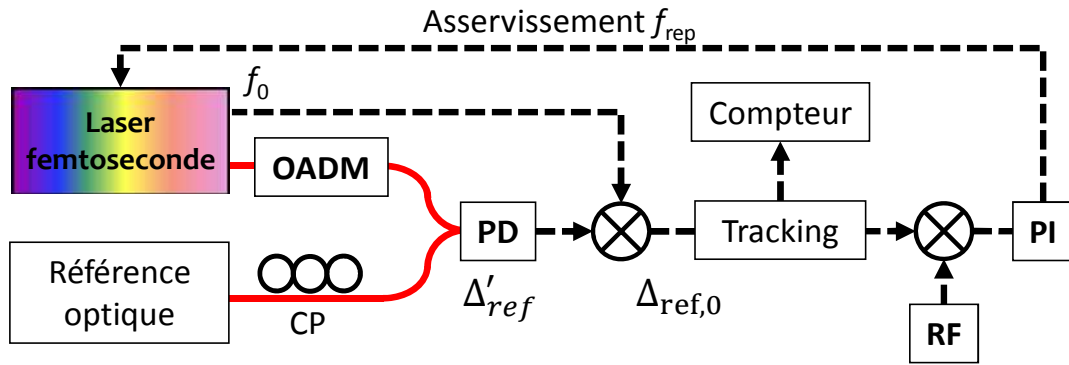 Asservissement f_rep
f_0
Laser
femtoseconde
OADM
Compteur
PD
Tracking
PI
Référence
optique
CP
Δ'_ref
Δ_ref,0
RF